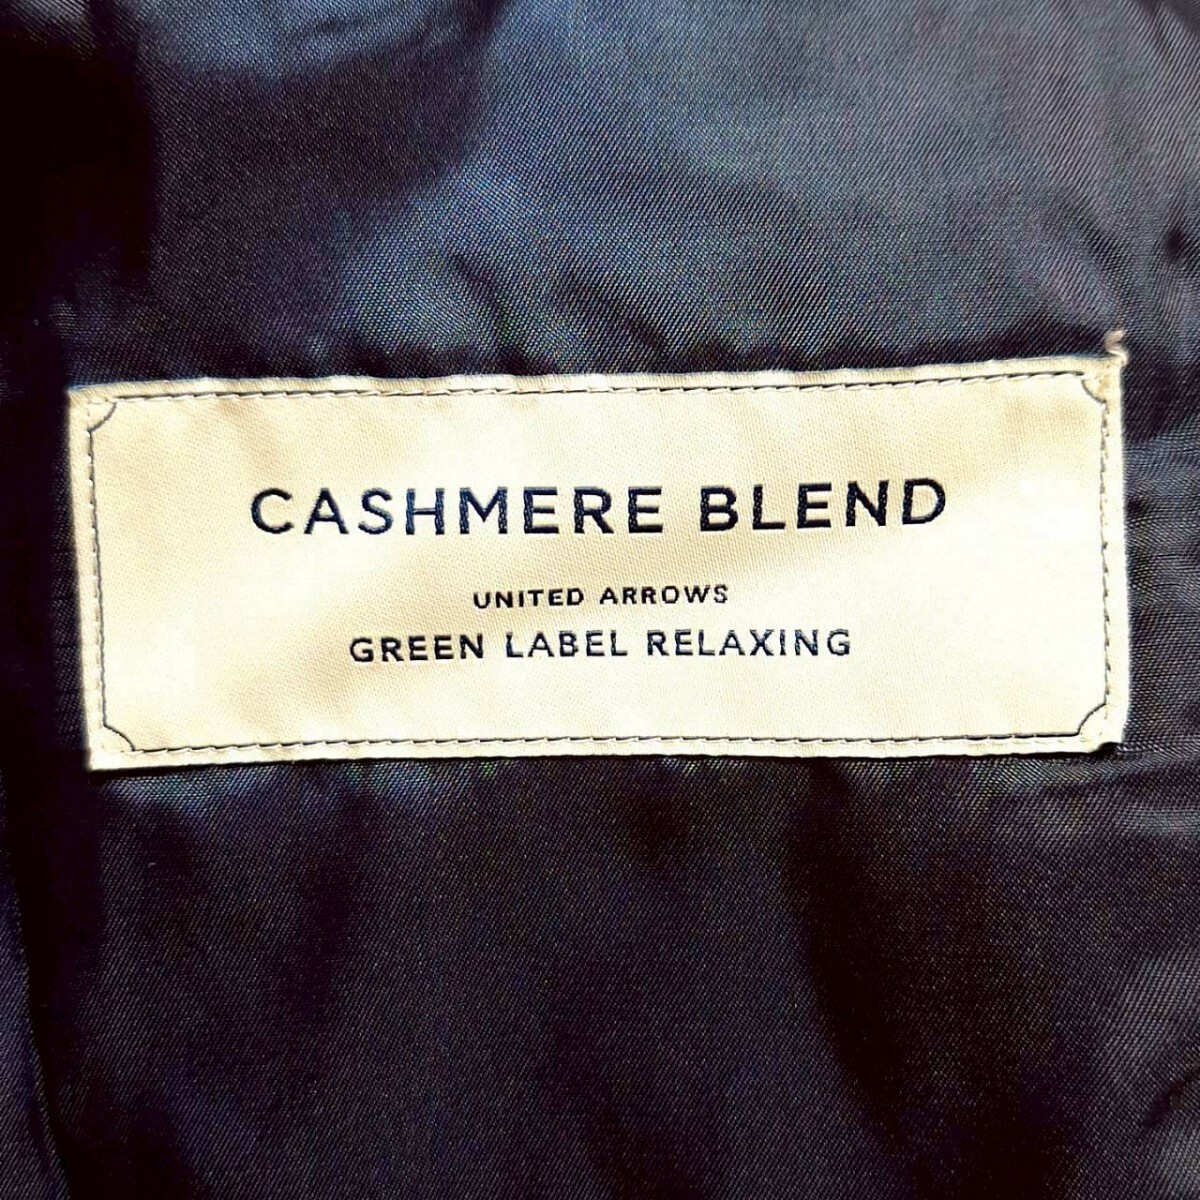 CASHMERE BLEND
UNITED ARROWS
GREEN LABEL RELAXING